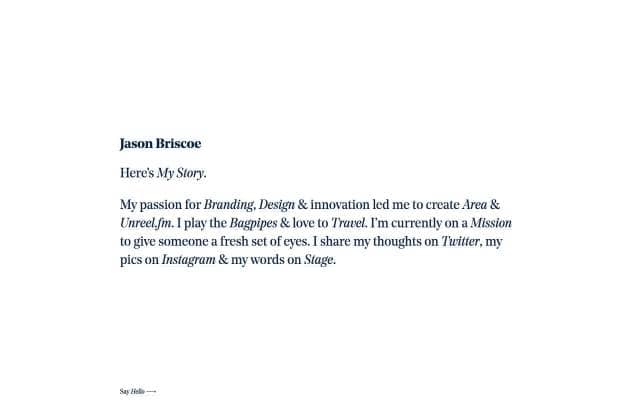 Jason Briscoe
Here's My Story.
My passion for Branding, Design & innovation led me to create Area &
Unreel.fm. I play the Bagpipes & love to Travel. I'm currently on a Mission
to give someone a fresh set of eyes. I share my thoughts on Twitter, my
pics on Instagram & my words on Stage.
Say Hello ⟶